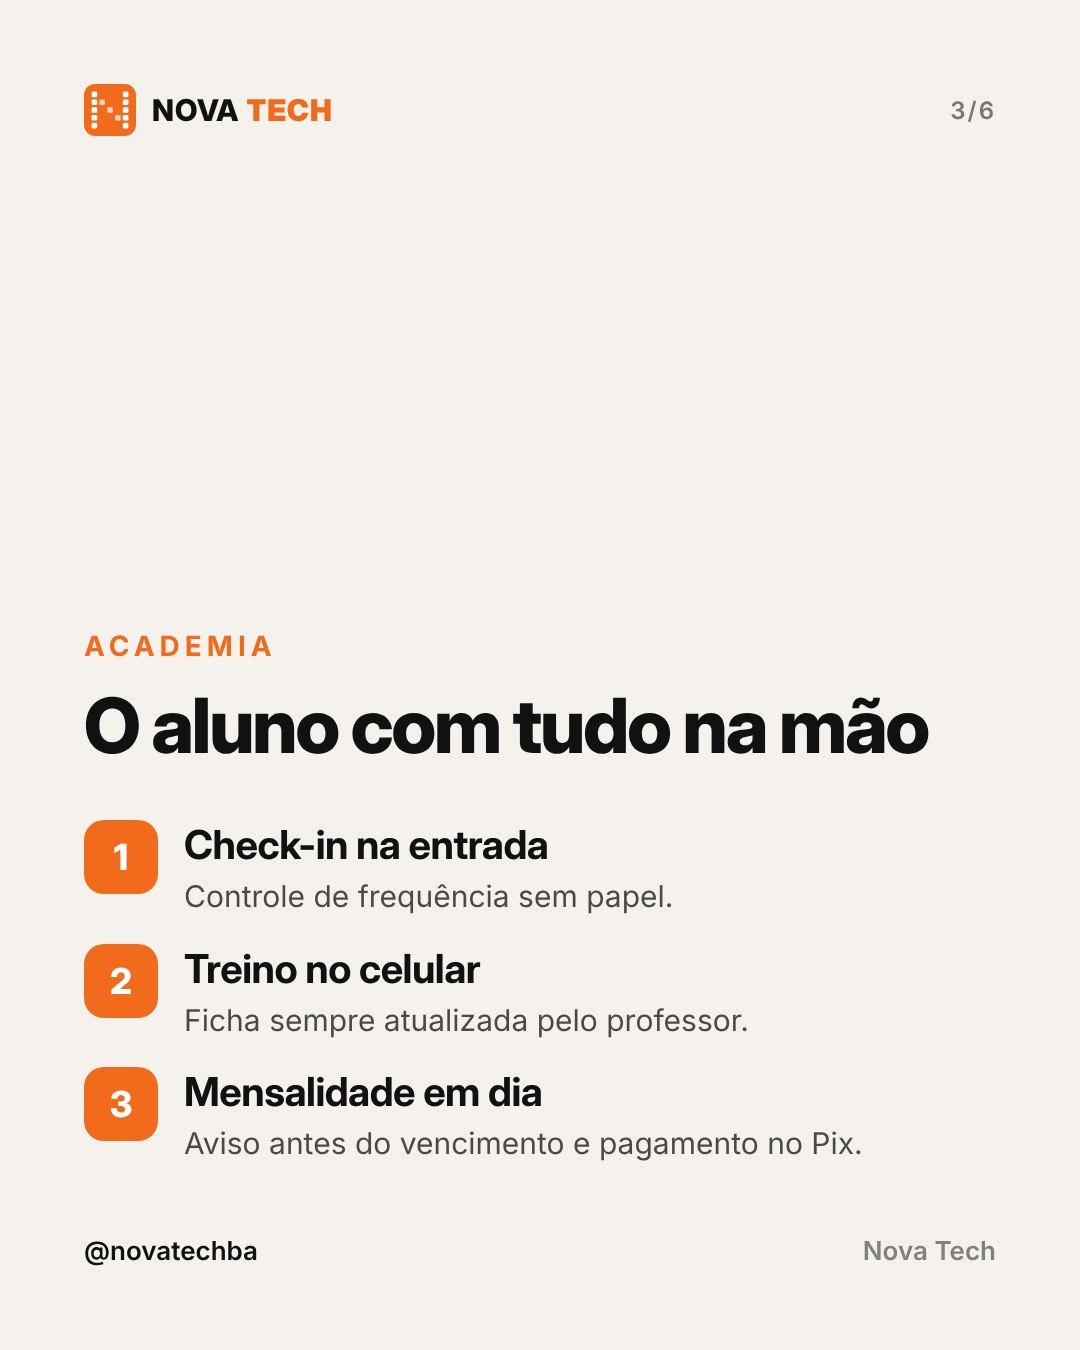 NOVA TECH
3/6
ACADEMIA
O aluno com tudo na mão
1
Check-in na entrada
Controle de frequência sem papel.
2
Treino no celular
Ficha sempre atualizada pelo professor.
3
Mensalidade em dia
Aviso antes do vencimento e pagamento no Pix.
@novatechba
Nova Tech